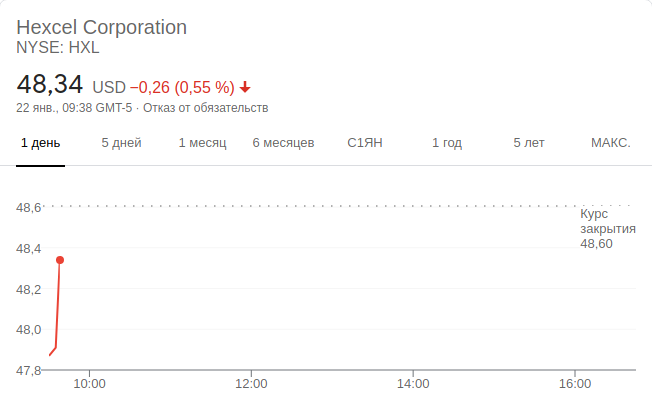 Hexcel Corporation
NYSE: HXL
48,34 USD −0,26 (0,55 %)
22 янв., 09:38 GMT-5 · Отказ от обязательств
1 день 5 дней 1 месяц 6 месяцев С1ЯН 1 год 5 лет МАКС.
48,6
Курс
закрытия
48,60
48,4
48,2
48,0
47,8
10:00 12:00 14:00 16:00